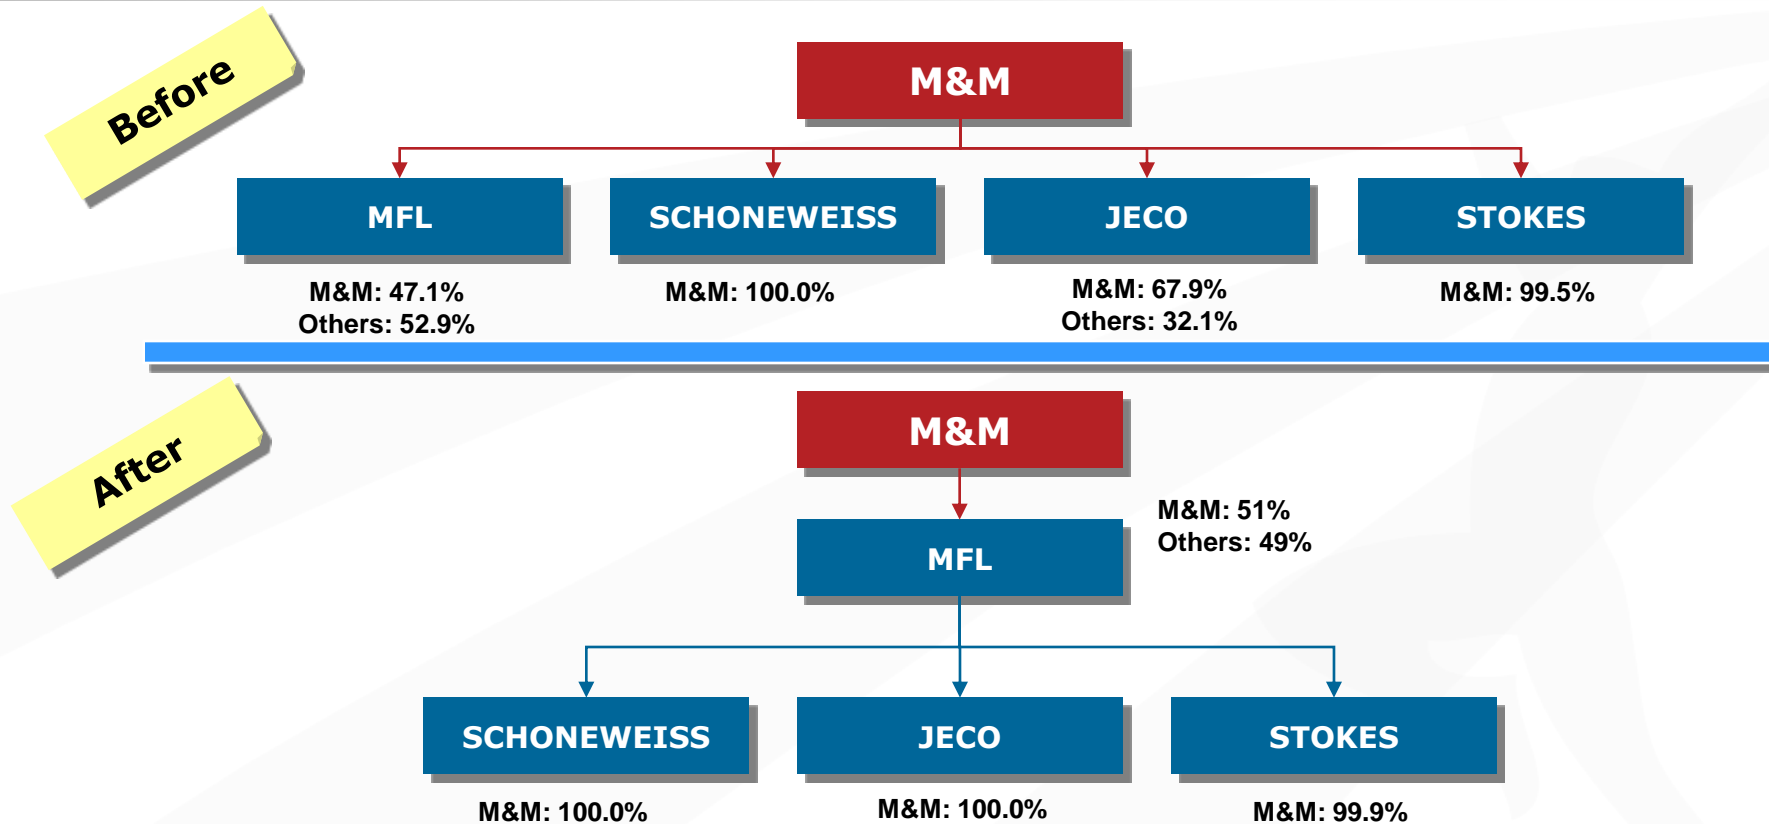 Before
M&M
MFL
SCHONEWEISS
JECO
STOKES
M&M: 47.1%
Others: 52.9%
M&M: 100.0%
M&M: 67.9%
Others: 32.1%
M&M: 99.5%
After
M&M
M&M: 51%
Others: 49%
MFL
SCHONEWEISS
JECO
STOKES
M&M: 100.0%
M&M: 100.0%
M&M: 99.9%